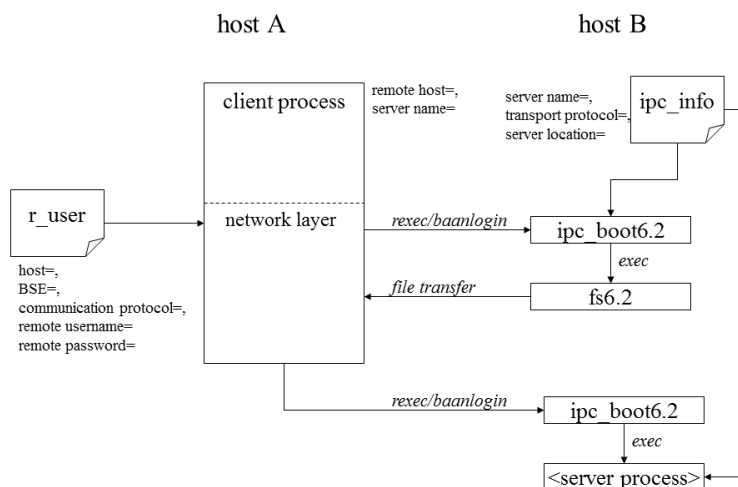 host A
host B
client process
remote host=,
server name=
server name=,
transport protocol=,
server location=
ipc_info
r_user
network layer
rexec/baanlogin
ipc_boot6.2
exec
host=,
BSE=,
communication protocol=,
remote username=
remote password=
file transfer
fs6.2
rexec/baanlogin
ipc_boot6.2
exec
<server process>